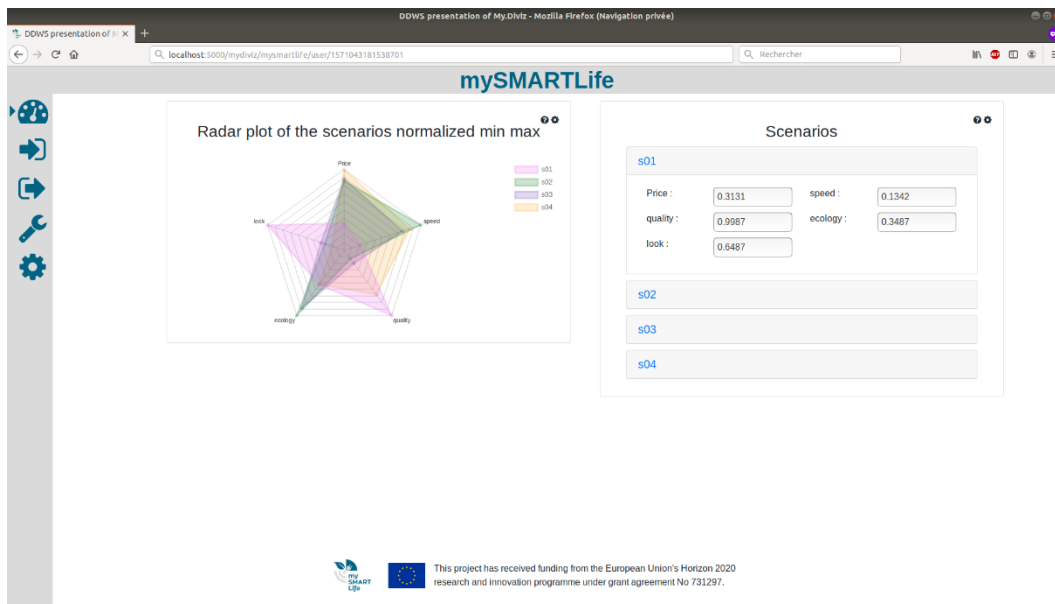 DDWS presentation of My.Diviz - Mozilla Firefox (Navigation privée)
DDWS presentation of M
localhost:5000/mydiviz/mysmartlife/user/1571043181538701
Rechercher
ABP
mySMARTLife
Radar plot of the scenarios normalized min max
Price
speed
quality
ecology
look
s01
s02
s03
s04
Scenarios
s01
Price : 0.3131 speed : 0.1342
quality : 0.9987 ecology : 0.3487
look : 0.6487
s02
s03
s04
my
SMART
Life
This project has received funding from the European Union's Horizon 2020
research and innovation programme under grant agreement No 731297.